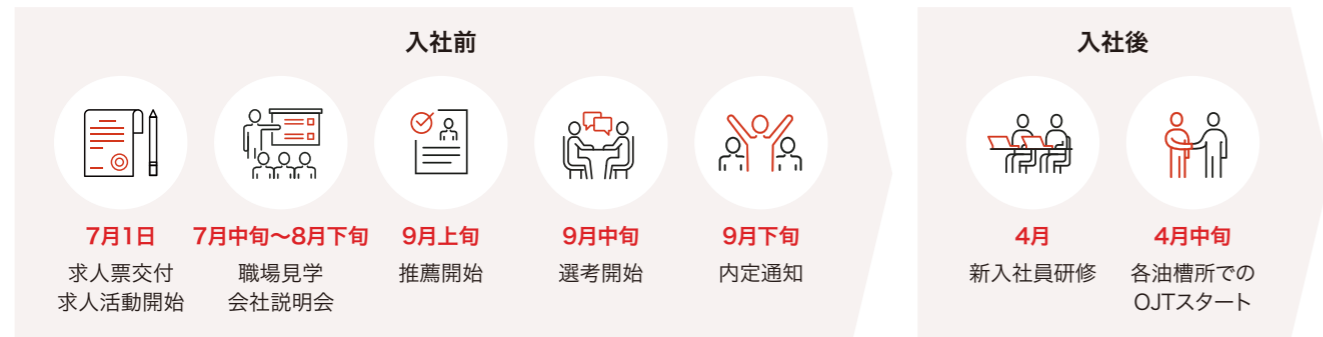 入社前
7月1日
求人票交付
求人活動開始
7月中旬〜8月下旬
職場見学
会社説明会
9月上旬
推薦開始
9月中旬
選考開始
9月下旬
内定通知
入社後
4月
新入社員研修
4月中旬
各油槽所での
OJTスタート